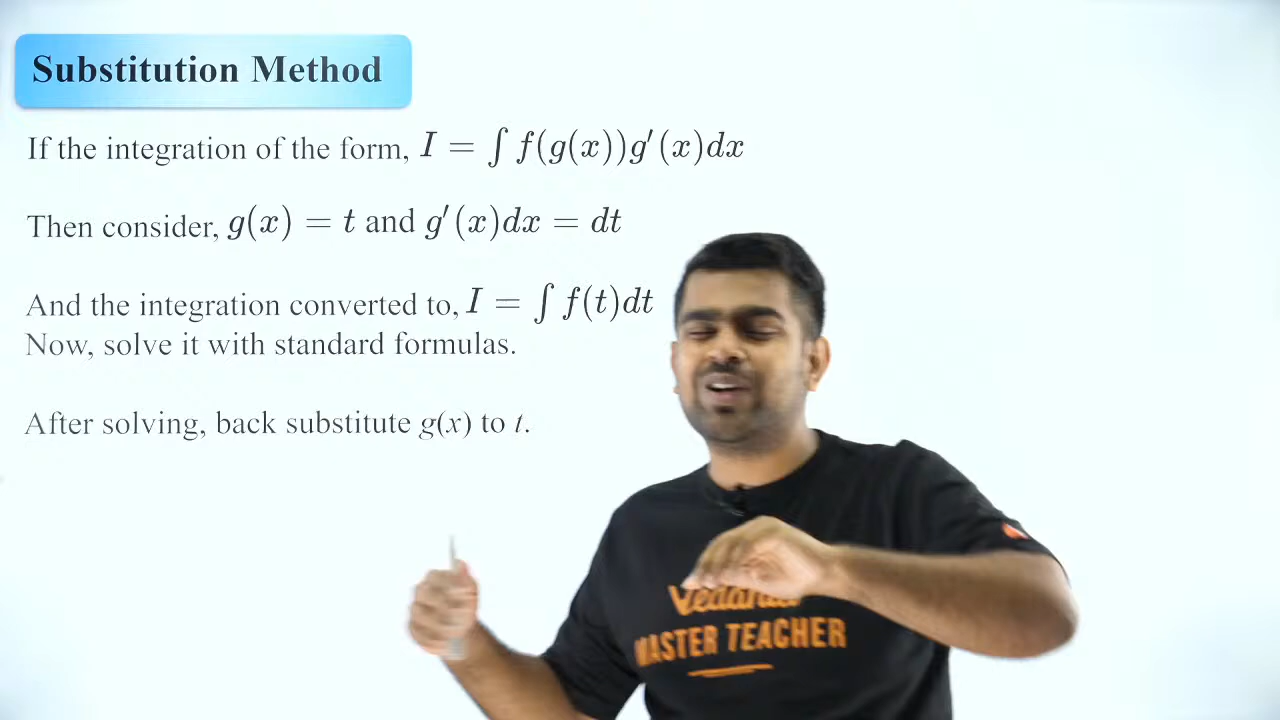 Substitution Method
If the integration of the form, I = ∫ f(g(x))g′(x)dx
Then consider, g(x) = t and g′(x)dx = dt
And the integration converted to, I = ∫ f(t)dt
Now, solve it with standard formulas.
After solving, back substitute g(x) to t.
MASTER TEACHER